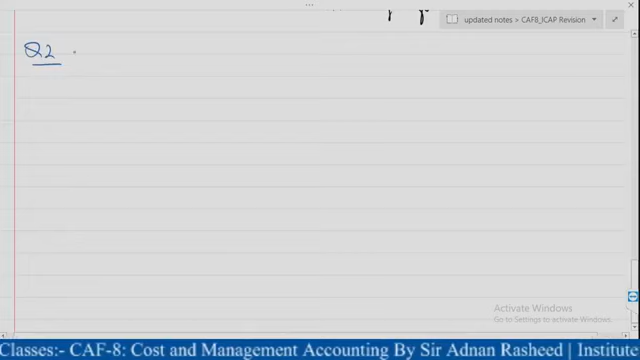 updated notes > CAF8_ICAP Revision
Q2
Activate Windows
Go to Settings to activate Windows.
Classes:- CAF-8: Cost and Management Accounting By Sir Adnan Rasheed | Institut